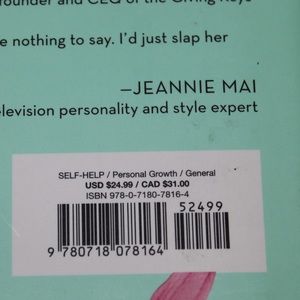 founder and CEO of the Giving Keys
e nothing to say. I'd just slap her
—JEANNIE MAI
elevision personality and style expert
SELF-HELP / Personal Growth / General
USD $24.99 / CAD $31.00
ISBN 978-0-7180-7816-4
52499
9 780718 078164